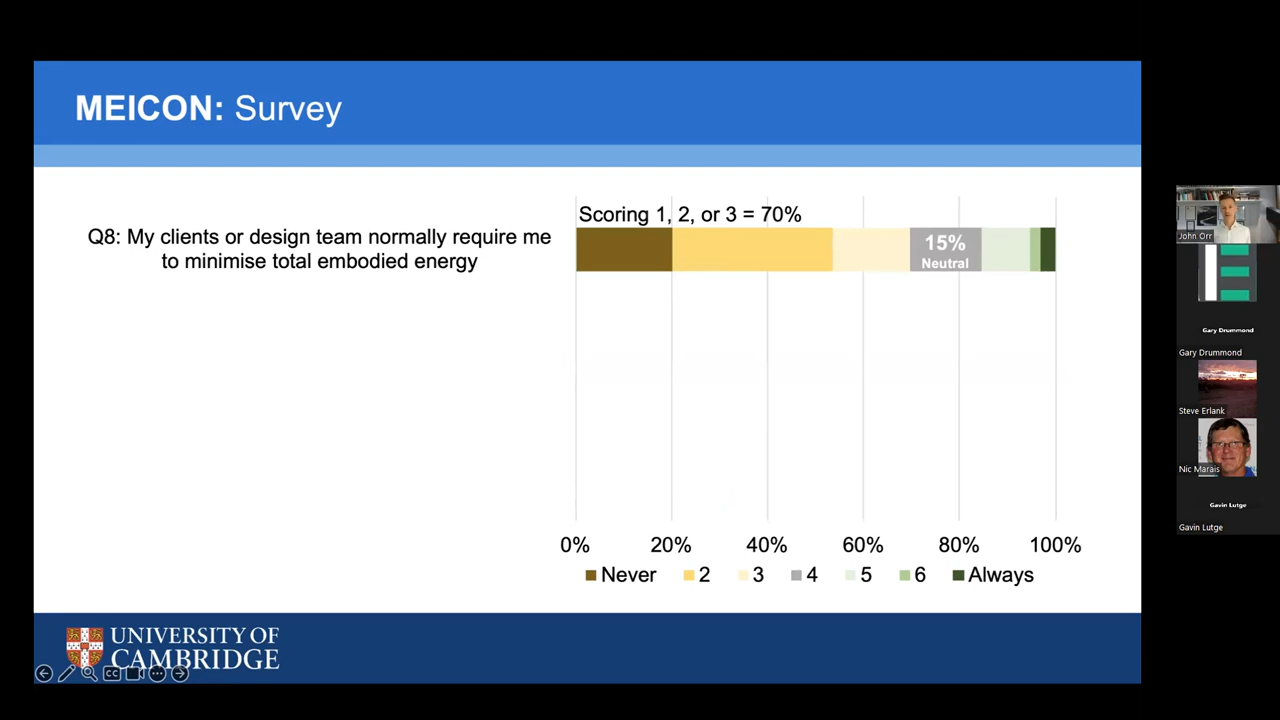 MEICON: Survey
Scoring 1, 2, or 3 = 70%
Q8: My clients or design team normally require me
to minimise total embodied energy
15%
Neutral
0% 20% 40% 60% 80% 100%
Never 2 3 4 5 6 Always
UNIVERSITY OF
CAMBRIDGE
CC
John Orr
Gary Drummond
Gary Drummond
Steve Erlank
Nic Marais
Gavin Lutge
Gavin Lutge